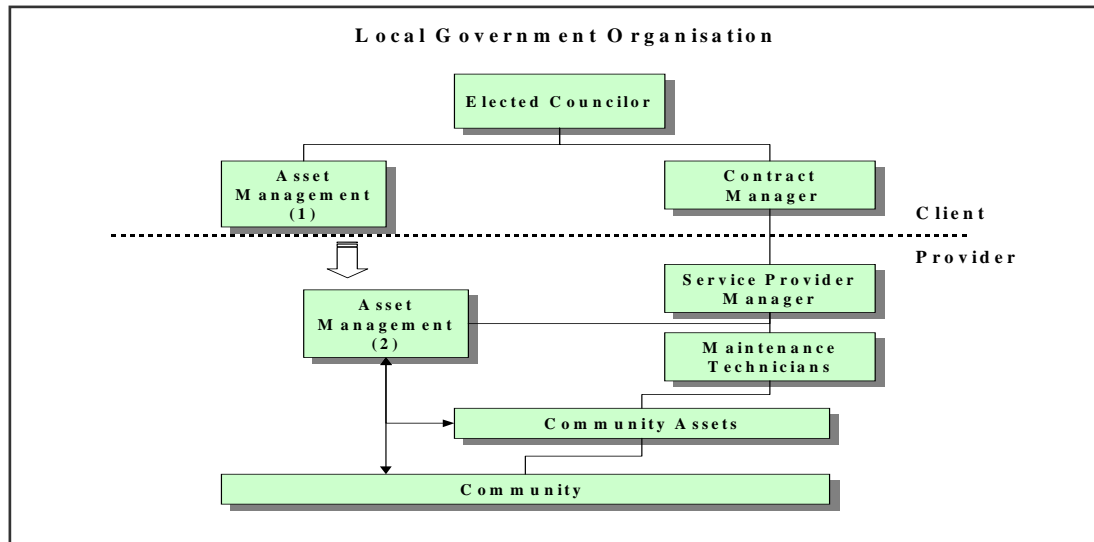 Local Government Organisation
Elected Councilor
Asset
Management
(1)
Contract
Manager
Client
Provider
Service Provider
Manager
Asset
Management
(2)
Maintenance
Technicians
Community Assets
Community